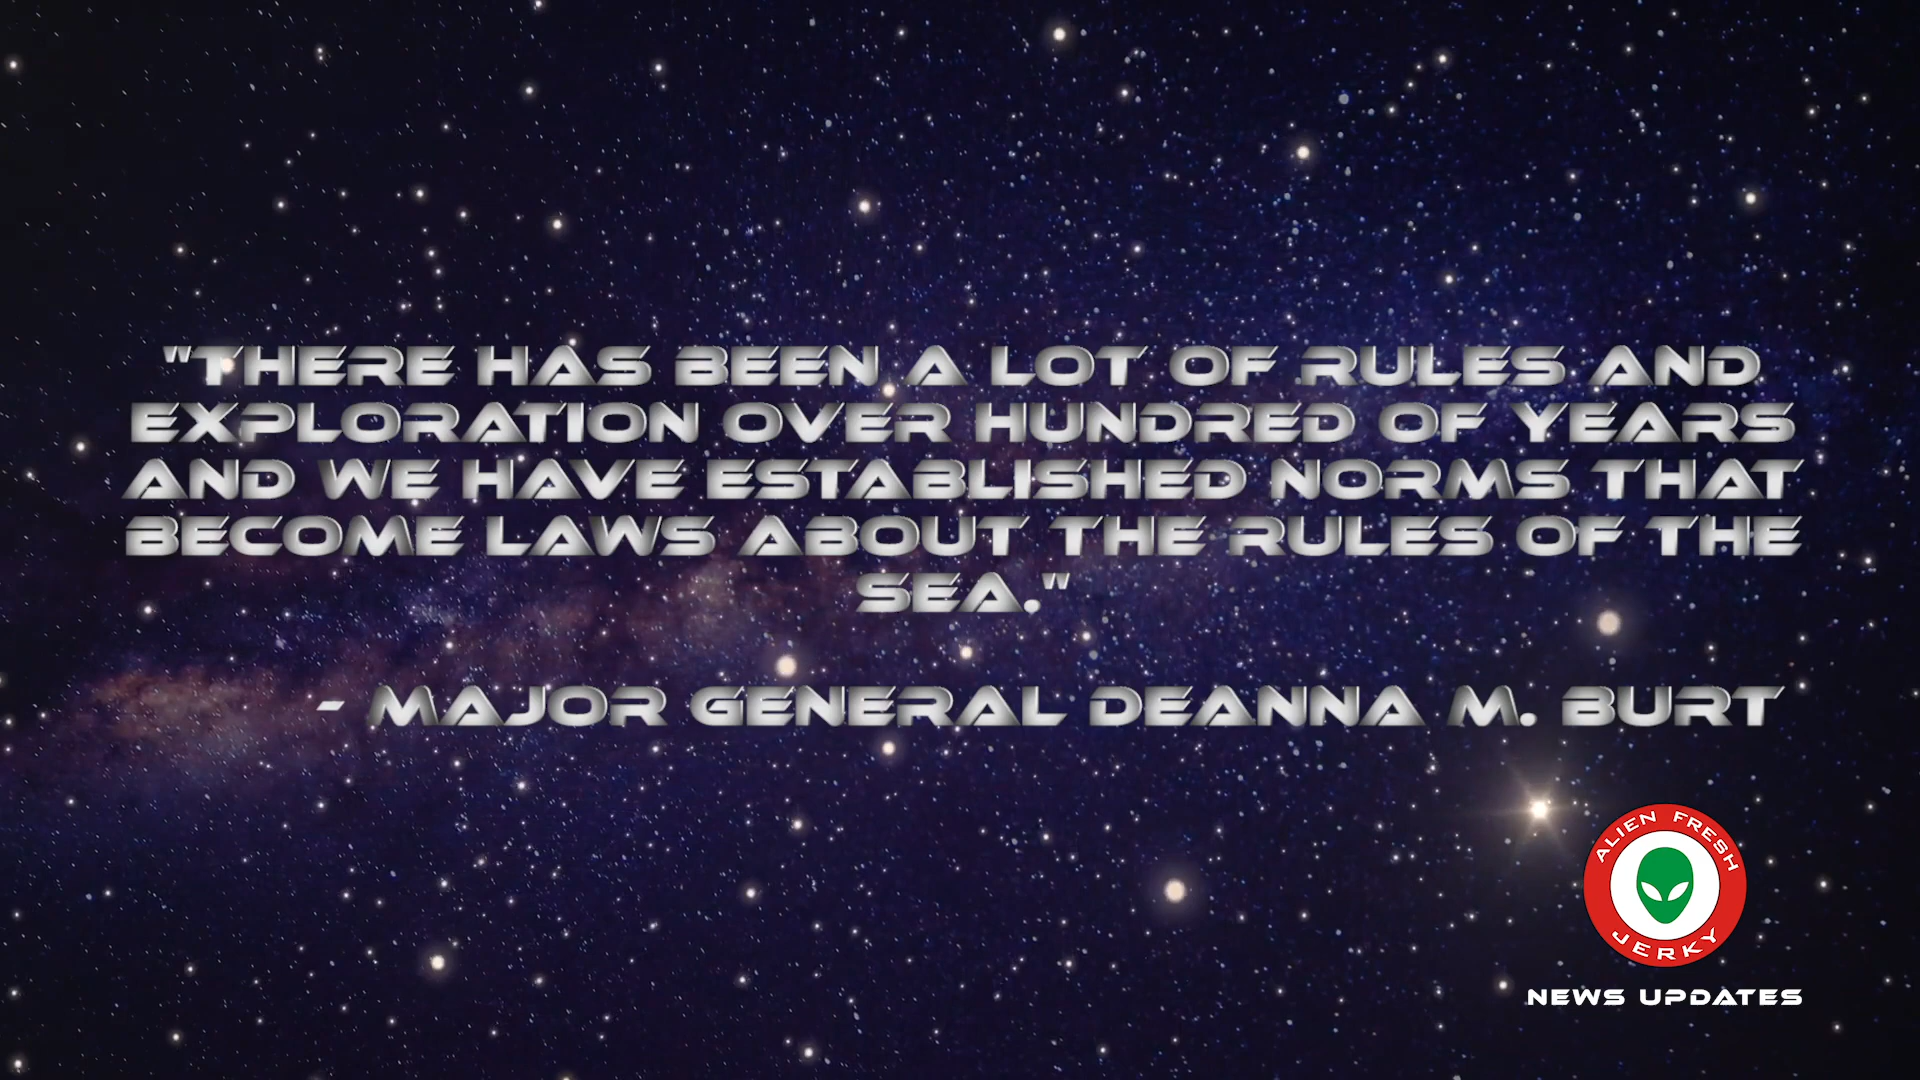 "THERE HAS BEEN A LOT OF RULES AND
EXPLORATION OVER HUNDRED OF YEARS
AND WE HAVE ESTABLISHED NORMS THAT
BECOME LAWS ABOUT THE RULES OF THE
SEA."
- MAJOR GENERAL DEANNA M. BURT
ALIEN FRESH
JERKY
NEWS UPDATES